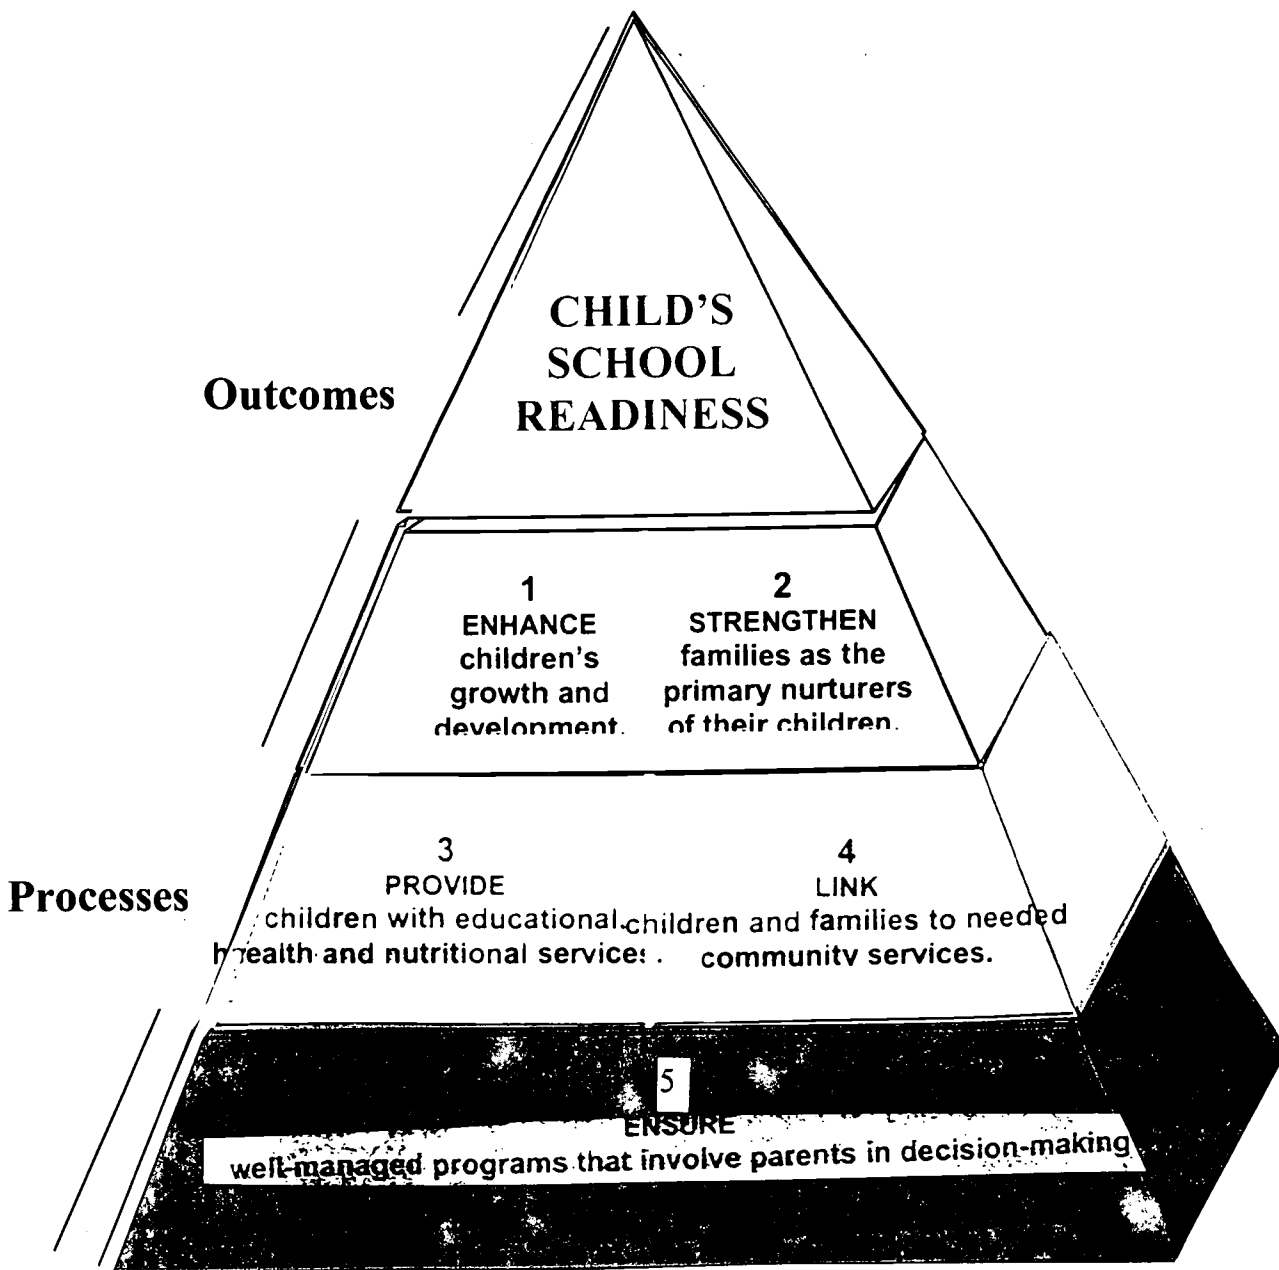 CHILD'S
SCHOOL
READINESS
Outcomes
1
ENHANCE
children's
growth and
development.
2
STRENGTHEN
families as the
primary nurturers
of their children.
Processes
3
PROVIDE
children with educational,
health and nutritional services.
4
LINK
children and families to needed
community services.
5
ENSURE
well-managed programs that involve parents in decision-making